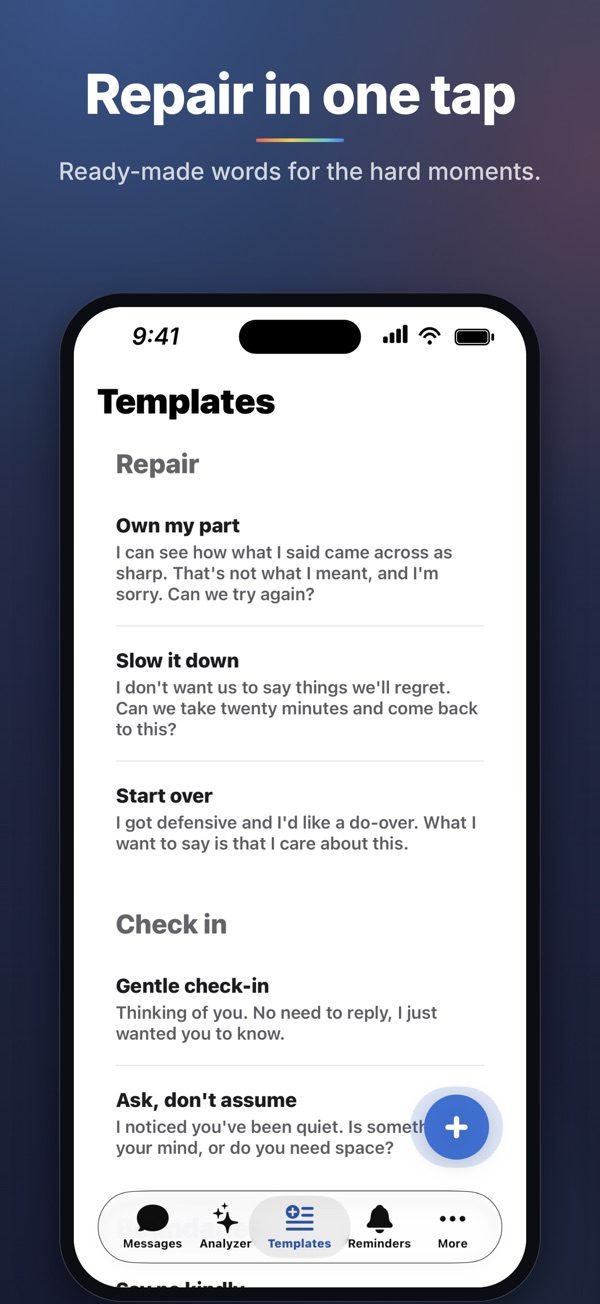 Repair in one tap
Ready-made words for the hard moments.
9:41
Templates
Repair
Own my part
I can see how what I said came across as
sharp. That's not what I meant, and I'm
sorry. Can we try again?
Slow it down
I don't want us to say things we'll regret.
Can we take twenty minutes and come back
to this?
Start over
I got defensive and I'd like a do-over. What I
want to say is that I care about this.
Check in
Gentle check-in
Thinking of you. No need to reply, I just
wanted you to know.
Ask, don't assume
I noticed you've been quiet. Is
your mind, or do you need space?
Messages
Analyzer
Templates
Reminders
More
Say no kindly